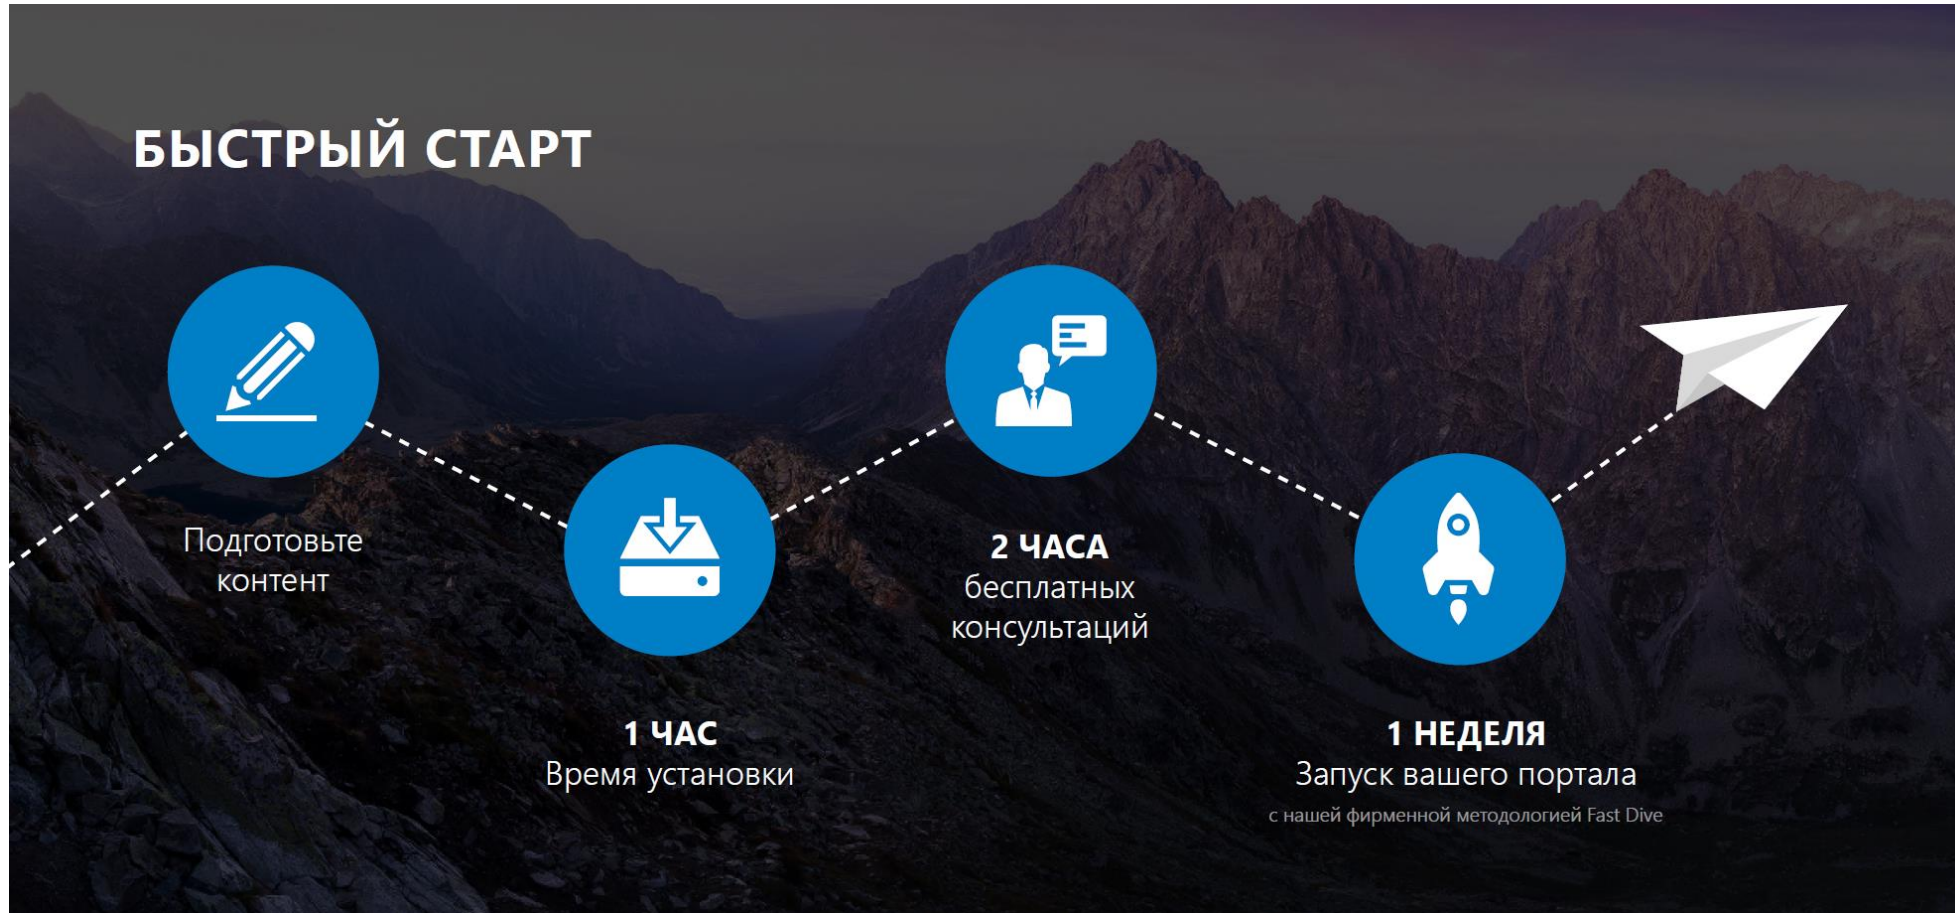 БЫСТРЫЙ СТАРТ
Подготовьте
контент
1 ЧАС
Время установки
2 ЧАСА
бесплатных
консультаций
1 НЕДЕЛЯ
Запуск вашего портала
с нашей фирменной методологией Fast Dive